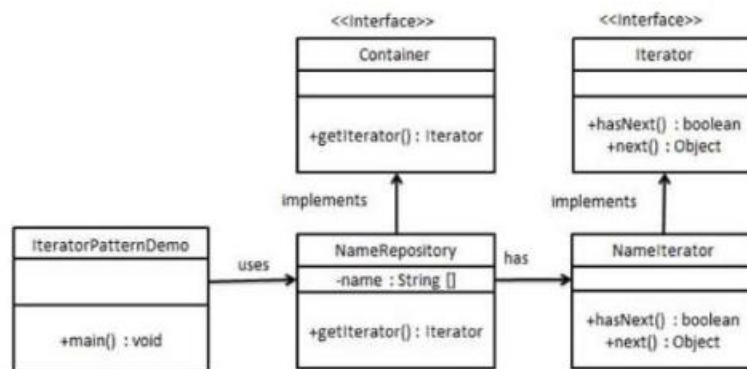 <<Interface>>
Container
+getIterator() : Iterator
<<Interface>>
Iterator
+hasNext() : boolean
+next() : Object
implements
implements
IteratorPatternDemo
+main() : void
uses
NameRepository
-name : String []
+getIterator() : Iterator
has
NameIterator
+hasNext() : boolean
+next() : Object